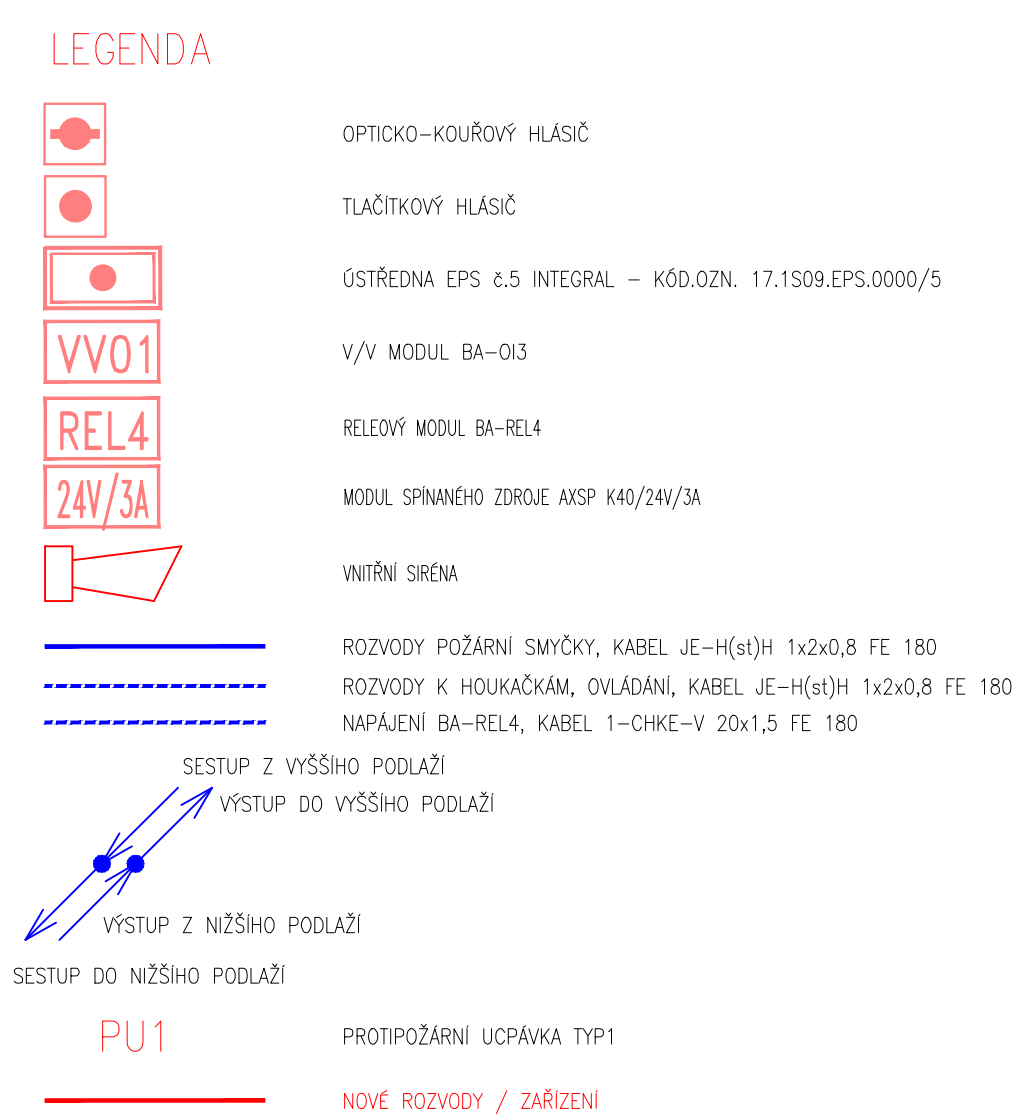 LEGENDA
OPTICKO-KOUŘOVÝ HLÁSIČ
TLAČÍTKOVÝ HLÁSIČ
ÚSTŘEDNA EPS č.5 INTEGRAL - KÓD.OZN. 17.1S09.EPS.0000/5
VV01 V/V MODUL BA-OI3
REL4 RELEOVÝ MODUL BA-REL4
24V/3A MODUL SPÍNANÉHO ZDROJE AXSP K40/24V/3A
VNITŘNÍ SIRÉNA
ROZVODY POŽÁRNÍ SMYČKY, KABEL JE-H(st)H 1x2x0,8 FE 180
ROZVODY K HOUKAČKÁM, OVLÁDÁNÍ, KABEL JE-H(st)H 1x2x0,8 FE 180
NAPÁJENÍ BA-REL4, KABEL 1-CHKE-V 20x1,5 FE 180
SESTUP Z VYŠŠÍHO PODLAŽÍ
VÝSTUP DO VYŠŠÍHO PODLAŽÍ
VÝSTUP Z NIŽŠÍHO PODLAŽÍ
SESTUP DO NIŽŠÍHO PODLAŽÍ
PU1 PROTIPOŽÁRNÍ UCPÁVKA TYP1
NOVÉ ROZVODY / ZAŘÍZENÍ